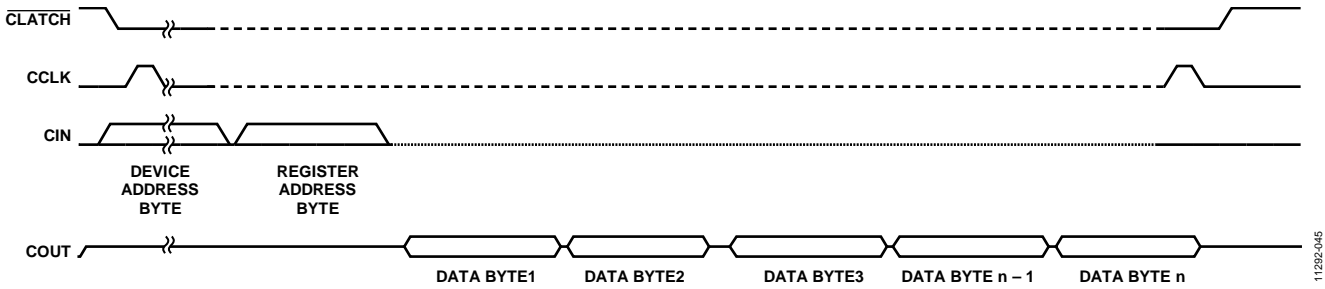 CLATCH
CCLK
CIN
DEVICE
ADDRESS
BYTE
REGISTER
ADDRESS
BYTE
COUT
DATA BYTE1
DATA BYTE2
DATA BYTE3
DATA BYTE n – 1
DATA BYTE n
11292-045